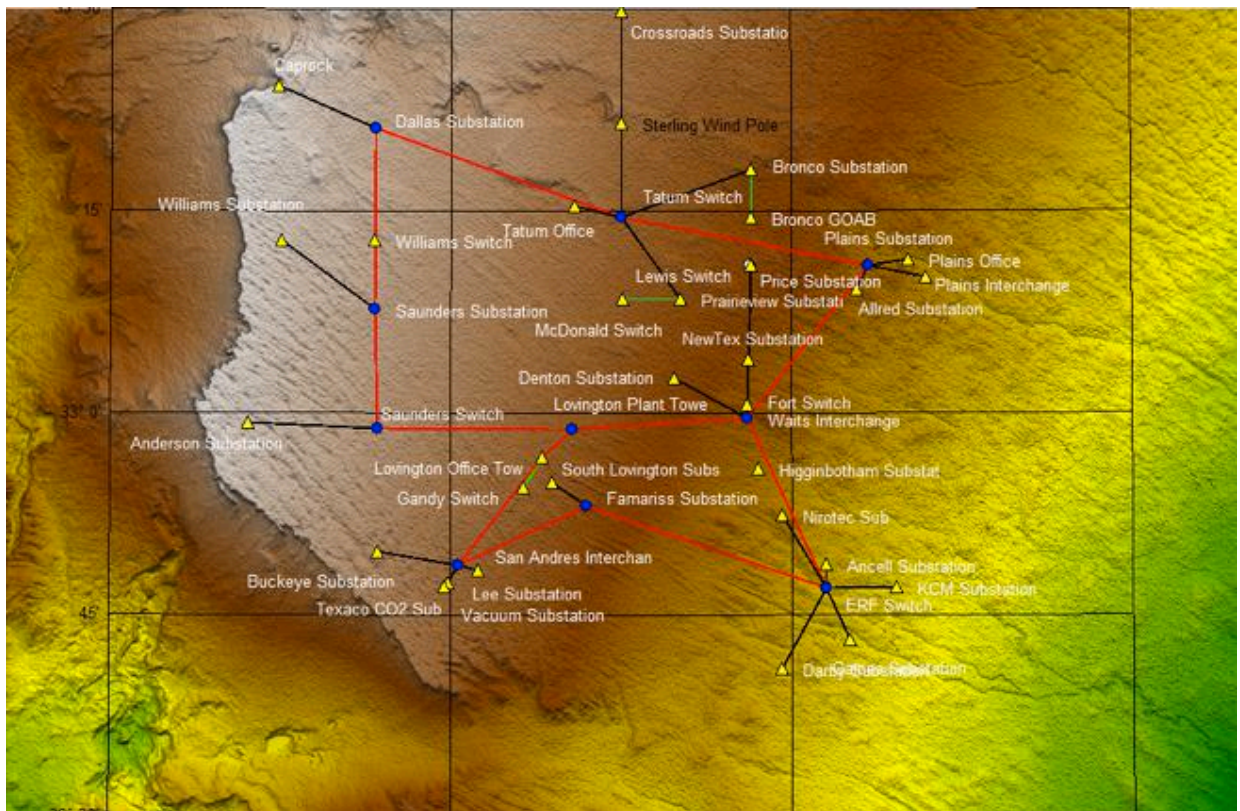 Crossroads Substatio
Caprock
Dallas Substation
Sterling Wind Pole
Bronco Substation
Williams Substation
Tatum Switch
15'
Tatum Office
Bronco GOAB
Williams Switch
Plains Substation
Plains Office
Lewis Switch
Price Substation
Plains Interchange
Saunders Substation
Praineview Substati
Allred Substation
McDonald Switch
NewTex Substation
Denton Substation
Lovington Plant Towe
Fort Switch
33° 0'
Saunders Switch
Waits Interchange
Anderson Substation
Lovington Office Tow
South Lovington Subs
Higginbotham Substat
Gandy Switch
Famariss Substation
Nirotec Sub
San Andres Interchan
Ancell Substation
Buckeye Substation
Lee Substation
KCM Substation
Texaco CO2 Sub
Vacuum Substation
ERF Switch
45'
Substation